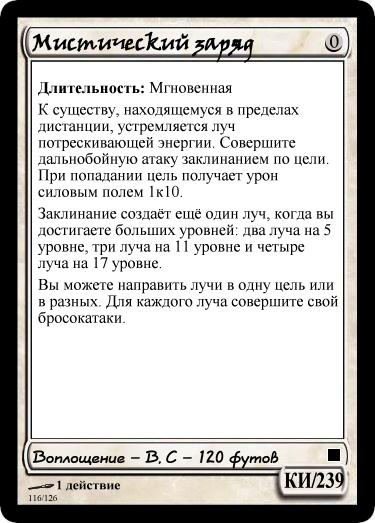 Мистический заряд 0
Длительность: Мгновенная
К существу, находящемуся в пределах
дистанции, устремляется луч
потрескивающей энергии. Совершите
дальнобойную атаку заклинанием по цели.
При попадании цель получает урон
силовым полем 1к10.
Заклинание создаёт ещё один луч, когда вы
достигаете больших уровней: два луча на 5
уровне, три луча на 11 уровне и четыре
луча на 17 уровне.
Вы можете направить лучи в одну цель или
в разных. Для каждого луча совершите свой
бросокатаки.
Воплощение – В, С – 120 футов
1 действие
КИ/239
116/126